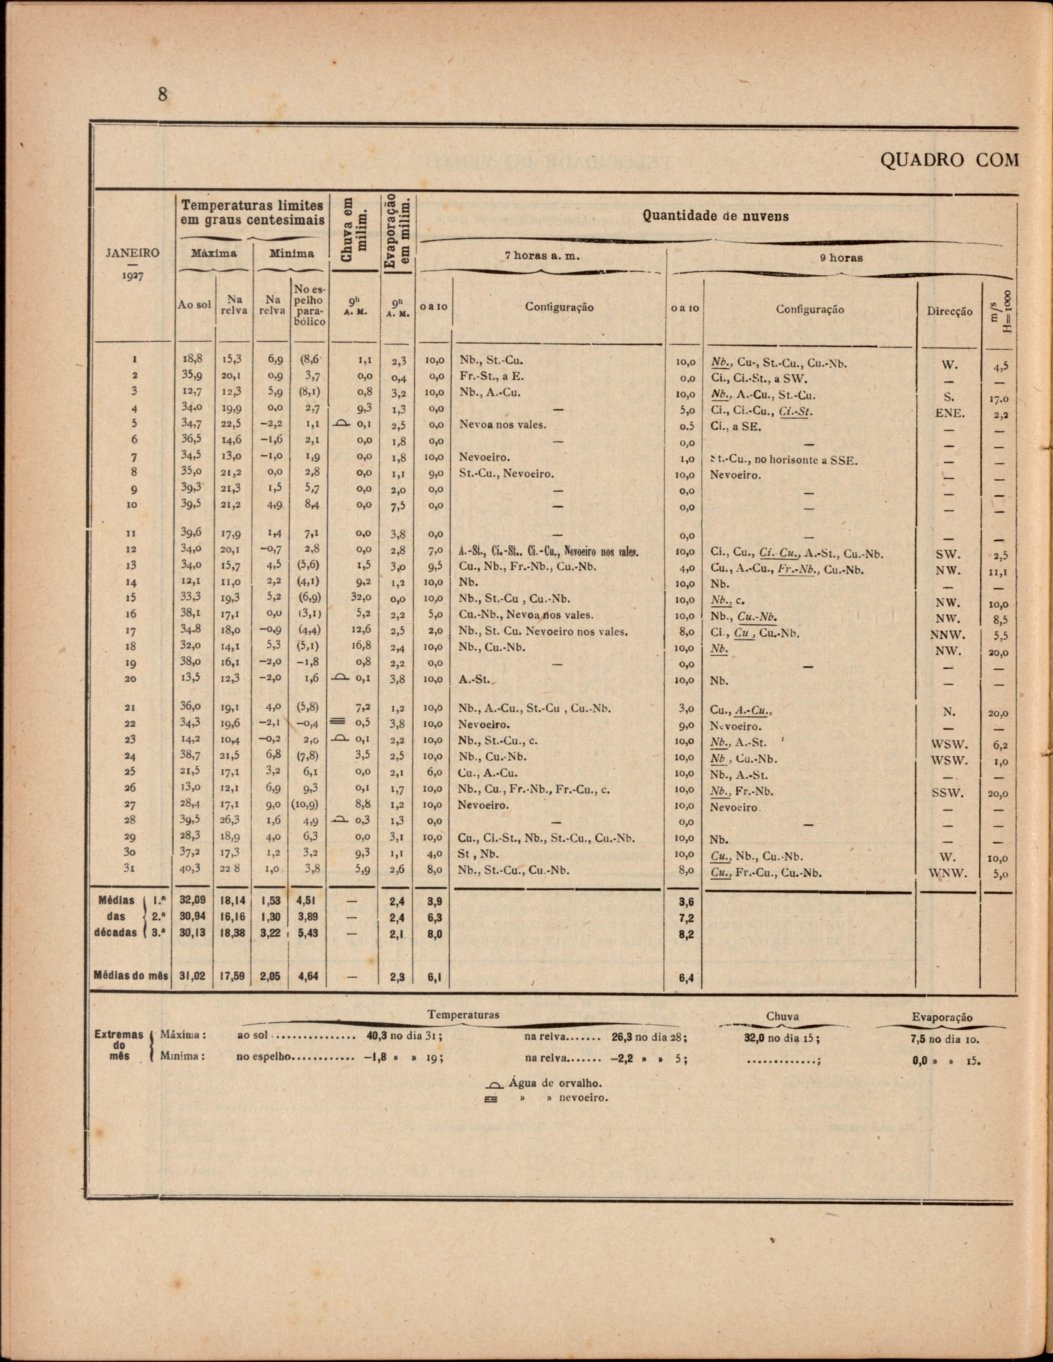 8
QUADRO COM
JANEIRO
—
1927
Temperaturas limites
em graus centesimais
Chuva em
milim.
Evaporação
em milim.
Quantidade de nuvens
Máxima Mínima
7 horas a. m. 9 horas
Ao sol Na relva Na relva No espelho parabólico 9h A. M. 9h A. M. 0 a 10 Configuração 0 a 10 Configuração Direcção m/s H=1000
1 18,8 15,3 6,9 (8,6 1,1 2,3 10,0 Nb., St.-Cu. 10,0 Nb., Cu-, St.-Cu., Cu.-Nb. W. 4,5
2 35,9 20,1 0,9 3,7 0,0 0,4 0,0 Fr.-St., a E. 0,0 Ci., Ci.-St., a SW. — —
3 12,7 12,3 5,9 (8,1) 0,8 3,2 10,0 Nb., A.-Cu. 10,0 Nb., A.-Cu., St.-Cu. S. 17.0
4 34.0 19,9 0,0 2,7 9,3 1,3 0,0 — 5,0 Ci., Ci.-Cu., Ci.-St. ENE. 2,2
5 34,7 22,5 —2,2 1,1 0,1 2,5 0,0 Nevoa nos vales. 0.5 Ci., a SE. — —
6 36,5 14,6 —1,6 2,1 0,0 1,8 0,0 — 0,0 — — —
7 34,5 13,0 —1,0 1,9 0,0 1,8 10,0 Nevoeiro. 1,0 St.-Cu., no horisonte a SSE. — —
8 35,0 21,2 0,0 2,8 0,0 1,1 9,0 St.-Cu., Nevoeiro. 10,0 Nevoeiro. — —
9 39,3 21,3 1,5 5,7 0,0 2,0 0,0 — 0,0 — — —
10 39,5 21,2 4,9 8,4 0,0 7,5 0,0 — 0,0 — — —
11 39,6 17,9 1,4 7,1 0,0 3,8 0,0 — 0,0 — — —
12 34,0 20,1 —0,7 2,8 0,0 2,8 7,0 A.-St., Ci.-St., Ci.-Cu., Nevoeiro nos vales. 10,0 Ci., Cu., Ci. Cu., A.-St., Cu.-Nb. SW. 2,5
13 34,0 15,7 4,5 (5,6) 1,5 3,0 9,5 Cu., Nb., Fr.-Nb., Cu.-Nb. 4,0 Cu., A.-Cu., Fr.-Nb., Cu.-Nb. NW. 11,1
14 12,1 11,0 2,2 (4,1) 9,2 1,2 10,0 Nb. 10,0 Nb. — —
15 33,3 19,3 5,2 (6,9) 32,0 0,0 10,0 Nb., St.-Cu , Cu.-Nb. 10,0 Nb., c. NW. 10,0
16 38,1 17,1 0,0 (3,1) 5,2 2,2 5,0 Cu.-Nb., Nevoa nos vales. 10,0 Nb., Cu.-Nb. NW. 8,5
17 34.8 18,0 —0,9 (4,4) 12,6 2,5 2,0 Nb., St. Cu. Nevoeiro nos vales. 8,0 Ci., Cu , Cu.-Nb. NNW. 5,5
18 32,0 14,1 5,3 (5,1) 16,8 2,4 10,0 Nb., Cu.-Nb. 10,0 Nb. NW. 20,0
19 38,0 16,1 —2,0 —1,8 0,8 2,2 0,0 — 0,0 — — —
20 13,5 12,3 —2,0 1,6 0,1 3,8 10,0 A.-St. 10,0 Nb. — —
21 36,0 19,1 4,0 (5,8) 7,2 1,2 10,0 Nb., A.-Cu., St.-Cu , Cu.-Nb. 3,0 Cu., A.-Cu., N. 20,0
22 34,3 19,6 —2,1 —0,4 0,5 3,8 10,0 Nevoeiro. 9,0 Nevoeiro. — —
23 14,2 10,4 —0,2 2,0 0,1 2,2 10,0 Nb., St.-Cu., c. 10,0 Nb., A.-St. WSW. 6,2
24 38,7 21,5 6,8 (7,8) 3,5 2,5 10,0 Nb., Cu.-Nb. 10,0 Nb , Cu.-Nb. WSW. 1,0
25 21,5 17,1 3,2 6,1 0,0 2,1 6,0 Cu., A.-Cu. 10,0 Nb., A.-St. — —
26 13,0 12,1 6,9 9,3 0,1 1,7 10,0 Nb., Cu., Fr.-Nb., Fr.-Cu., c. 10,0 Nb., Fr.-Nb. SSW. 20,0
27 28,4 17,1 9,0 (10,9) 8,8 1,2 10,0 Nevoeiro. 10,0 Nevoeiro — —
28 39,5 26,3 1,6 4,9 0,3 1,3 0,0 — 0,0 — — —
29 28,3 18,9 4,0 6,3 0,0 3,1 10,0 Cu., Ci.-St., Nb., St.-Cu., Cu.-Nb. 10,0 Nb. — —
30 37,2 17,3 1,2 3,2 9,3 1,1 4,0 St , Nb. 10,0 Cu., Nb., Cu.-Nb. W. 10,0
31 40,3 22 8 1,0 3,8 5,9 2,6 8,0 Nb., St.-Cu., Cu.-Nb. 8,0 Cu., Fr.-Cu., Cu.-Nb. WNW. 5,0
Médias 1.ª 32,09 18,14 1,53 4,51 — 2,4 3,9 3,6
das 2.ª 30,94 16,16 1,30 3,89 — 2,4 6,3 7,2
décadas 3.ª 30,13 18,38 3,22 5,43 — 2,1 8,0 8,2
Médias do mês 31,02 17,59 2,05 4,64 — 2,3 6,1 6,4
Temperaturas Chuva Evaporação
Extremas do mês
Máxima : ao sol ............... 40,3 no dia 31; na relva....... 26,3 no dia 28; 32,0 no dia 15; 7,5 no dia 10.
Mínima : no espelho............ —1,8 » » 19; na relva....... —2,2 » » 5; .............; 0,0 » » 15.
Água de orvalho.
» » nevoeiro.